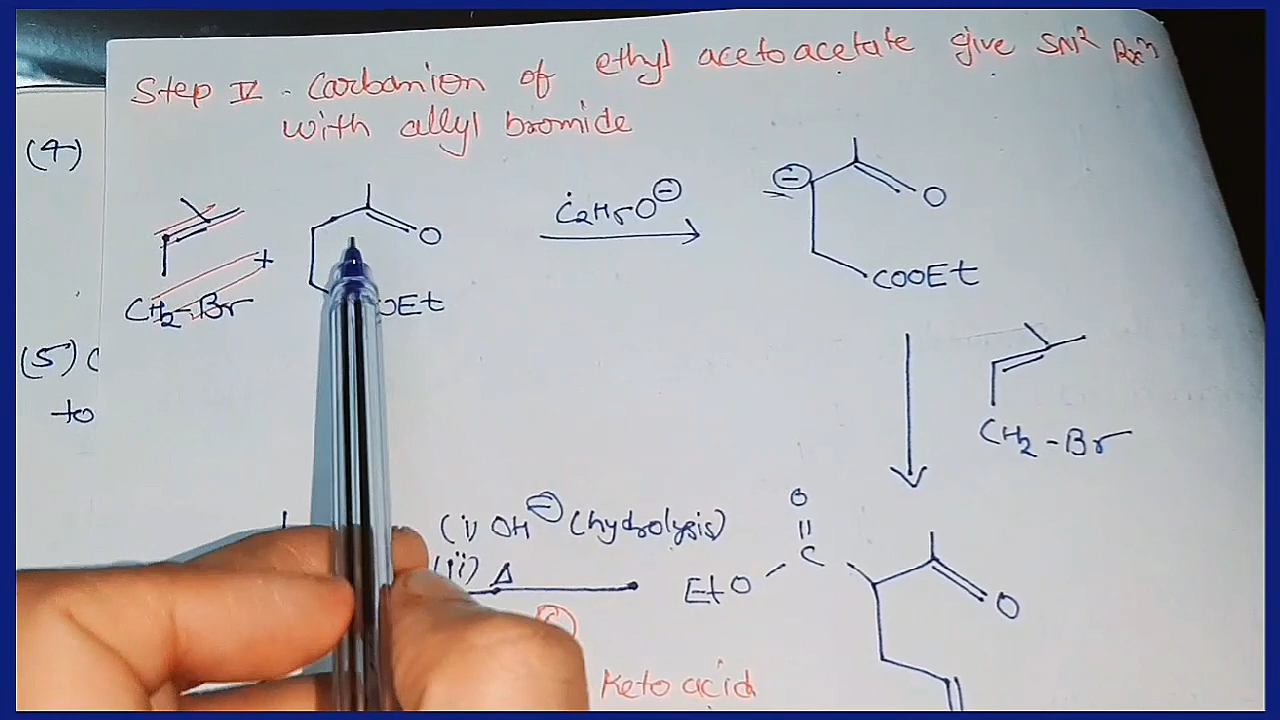 Step V. Carbanion of ethyl acetoacetate give SN² Rxⁿ
with allyl bromide
(4)
+
O
CH₂-Br
OEt
C₂H₅O⊖
⊖
O
COOEt
(5) C
to
CH₂-Br
(i) OH⊖ (hydrolysis)
(ii) Δ
O
C
EtO
O
Keto acid